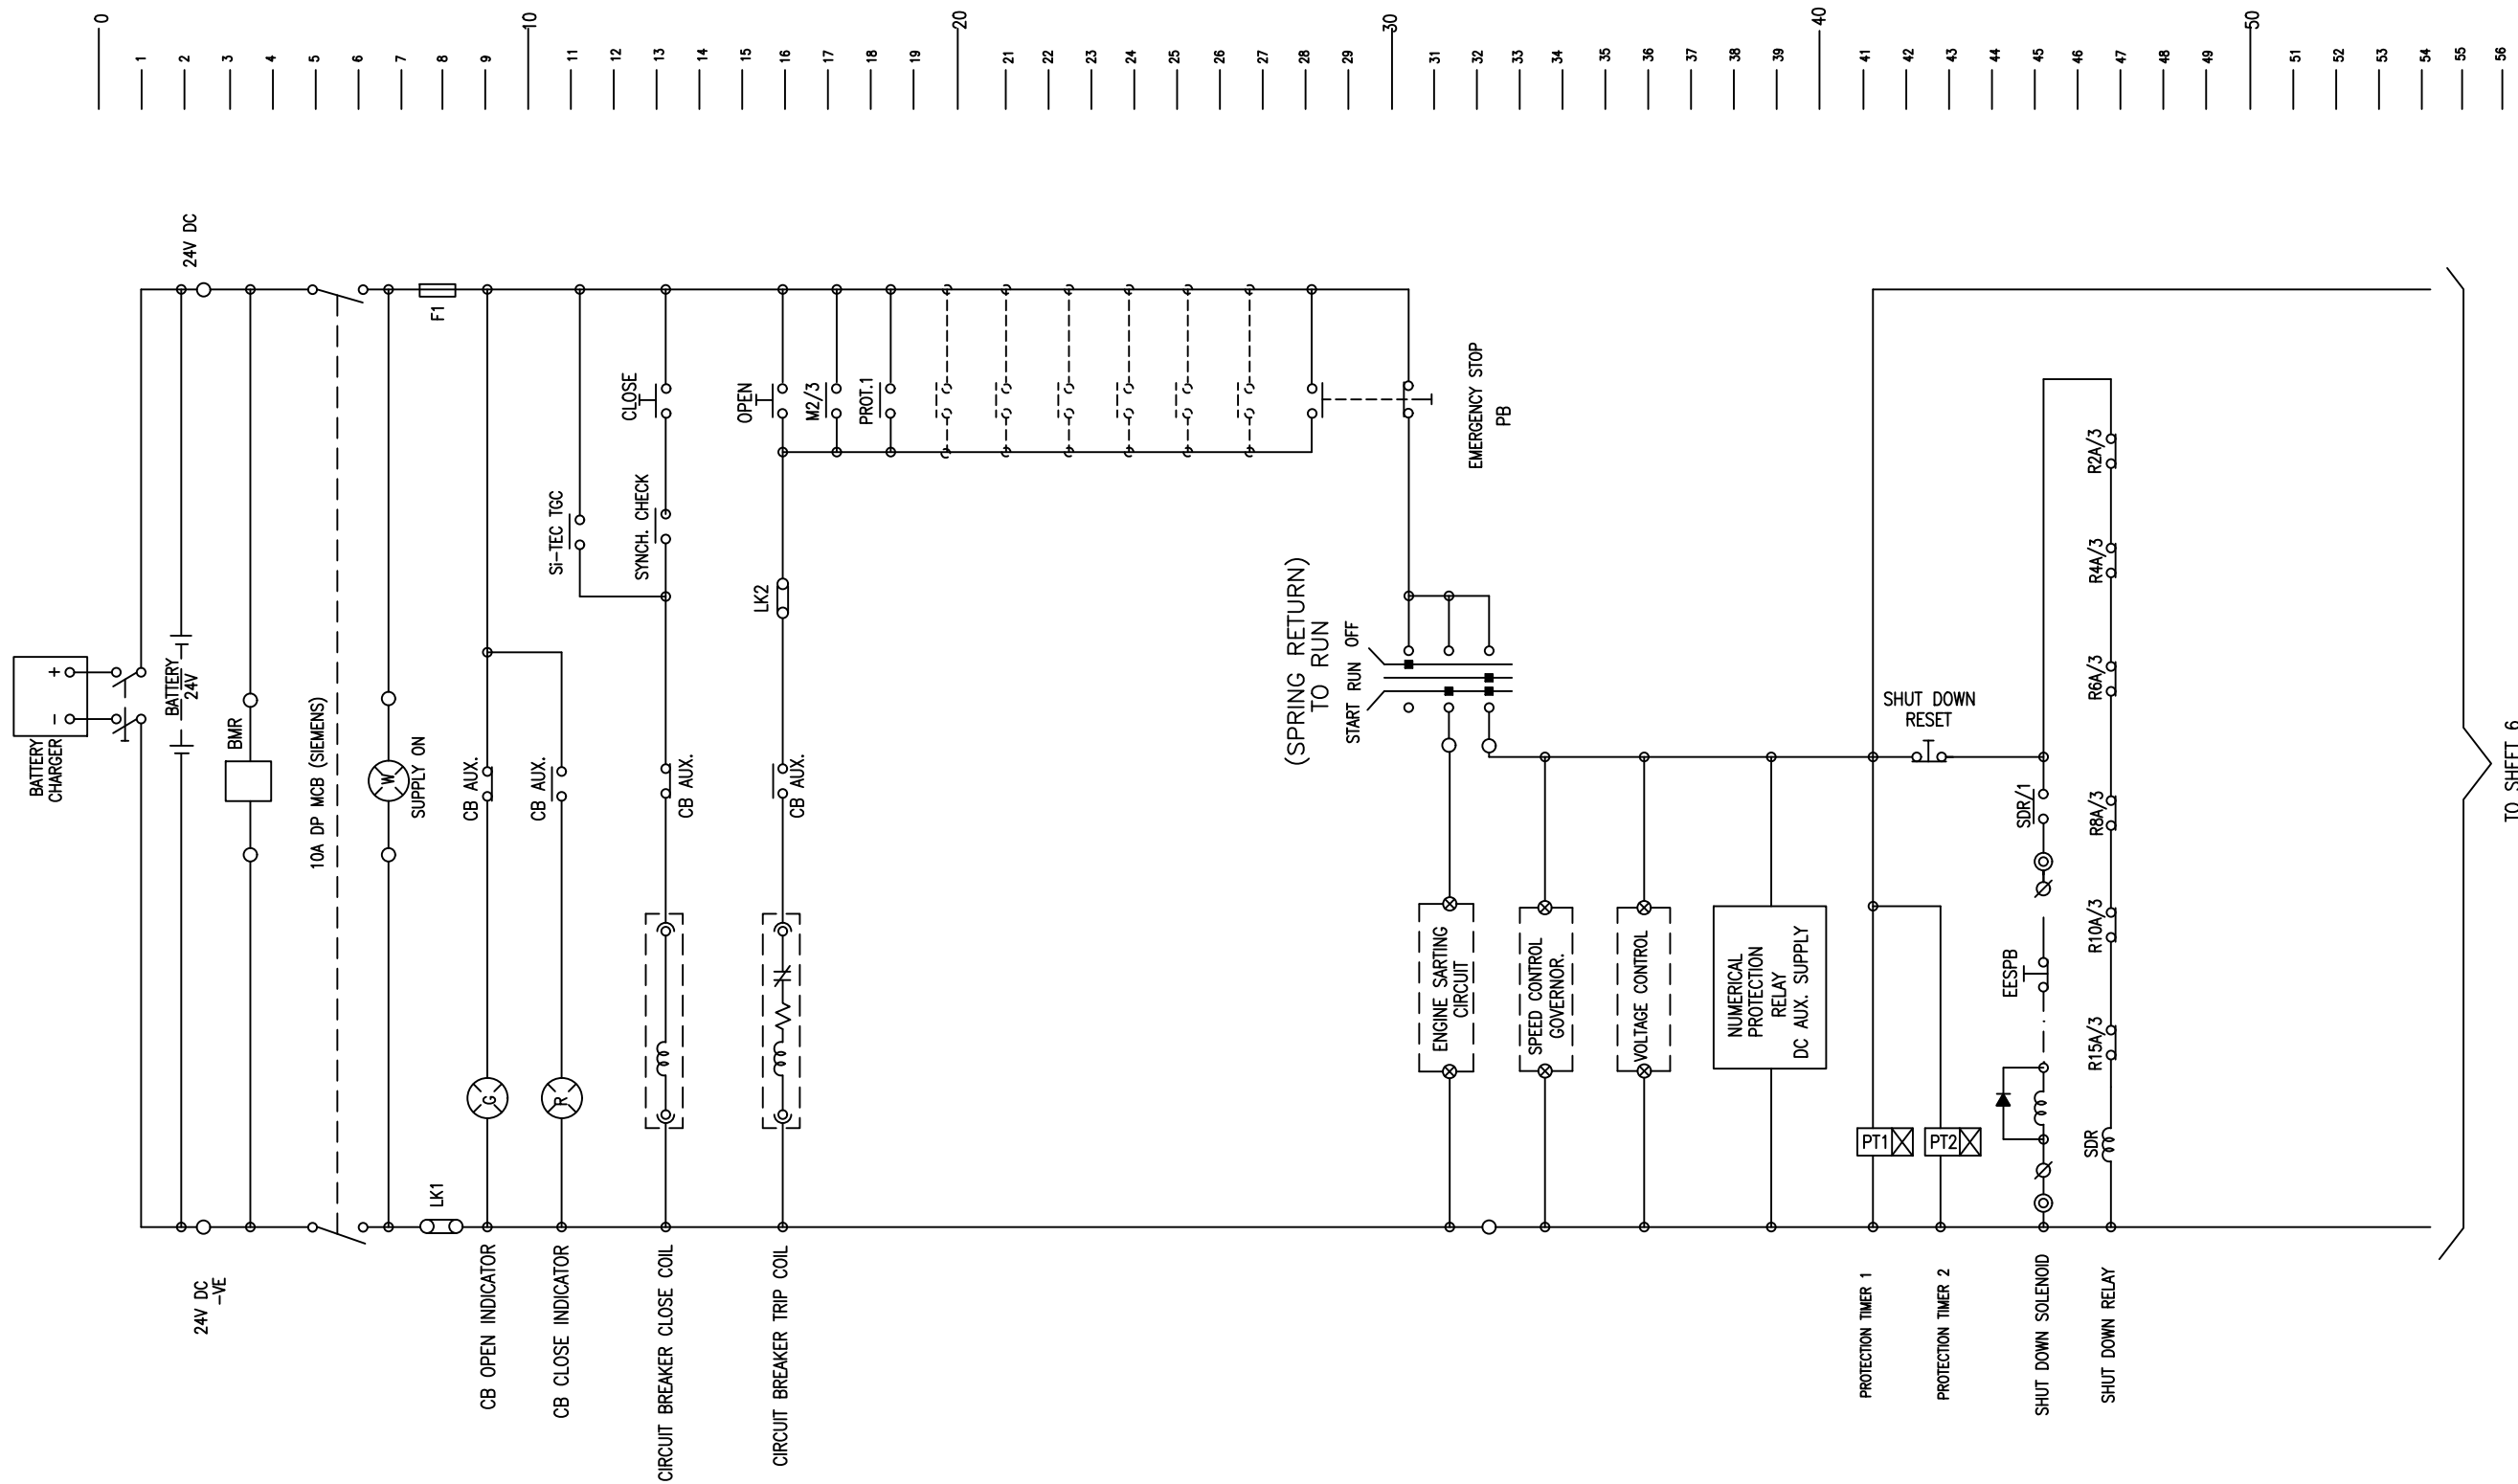 0
1
2
3
4
5
6
7
8
9
10
11
12
13
14
15
16
17
18
19
20
21
22
23
24
25
26
27
28
29
30
31
32
33
34
35
36
37
38
39
40
41
42
43
44
45
46
47
48
49
50
51
52
53
54
55
56
BATTERY
CHARGER
+
−
24V DC
BATTERY
24V
BMR
10A DP MCB (SIEMENS)
W
SUPPLY ON
F1
LK1
24V DC
-VE
CB AUX.
G
CB OPEN INDICATOR
CB AUX.
R
CB CLOSE INDICATOR
Si-TEC TGC
CLOSE
SYNCH. CHECK
CB AUX.
CIRCUIT BREAKER CLOSE COIL
OPEN
LK2
CB AUX.
CIRCUIT BREAKER TRIP COIL
M2/3
PROT.1
EMERGENCY STOP
PB
(SPRING RETURN)
TO RUN
START RUN OFF
ENGINE SARTING
CIRCUIT
SPEED CONTROL
GOVERNOR.
VOLTAGE CONTROL
NUMERICAL
PROTECTION
RELAY
DC AUX. SUPPLY
SHUT DOWN
RESET
PT1
PROTECTION TIMER 1
PT2
PROTECTION TIMER 2
SDR/1
EESPB
SHUT DOWN SOLENOID
R2A/3
R4A/3
R6A/3
R8A/3
R10A/3
R15A/3
SDR
SHUT DOWN RELAY
TO SHEET 6